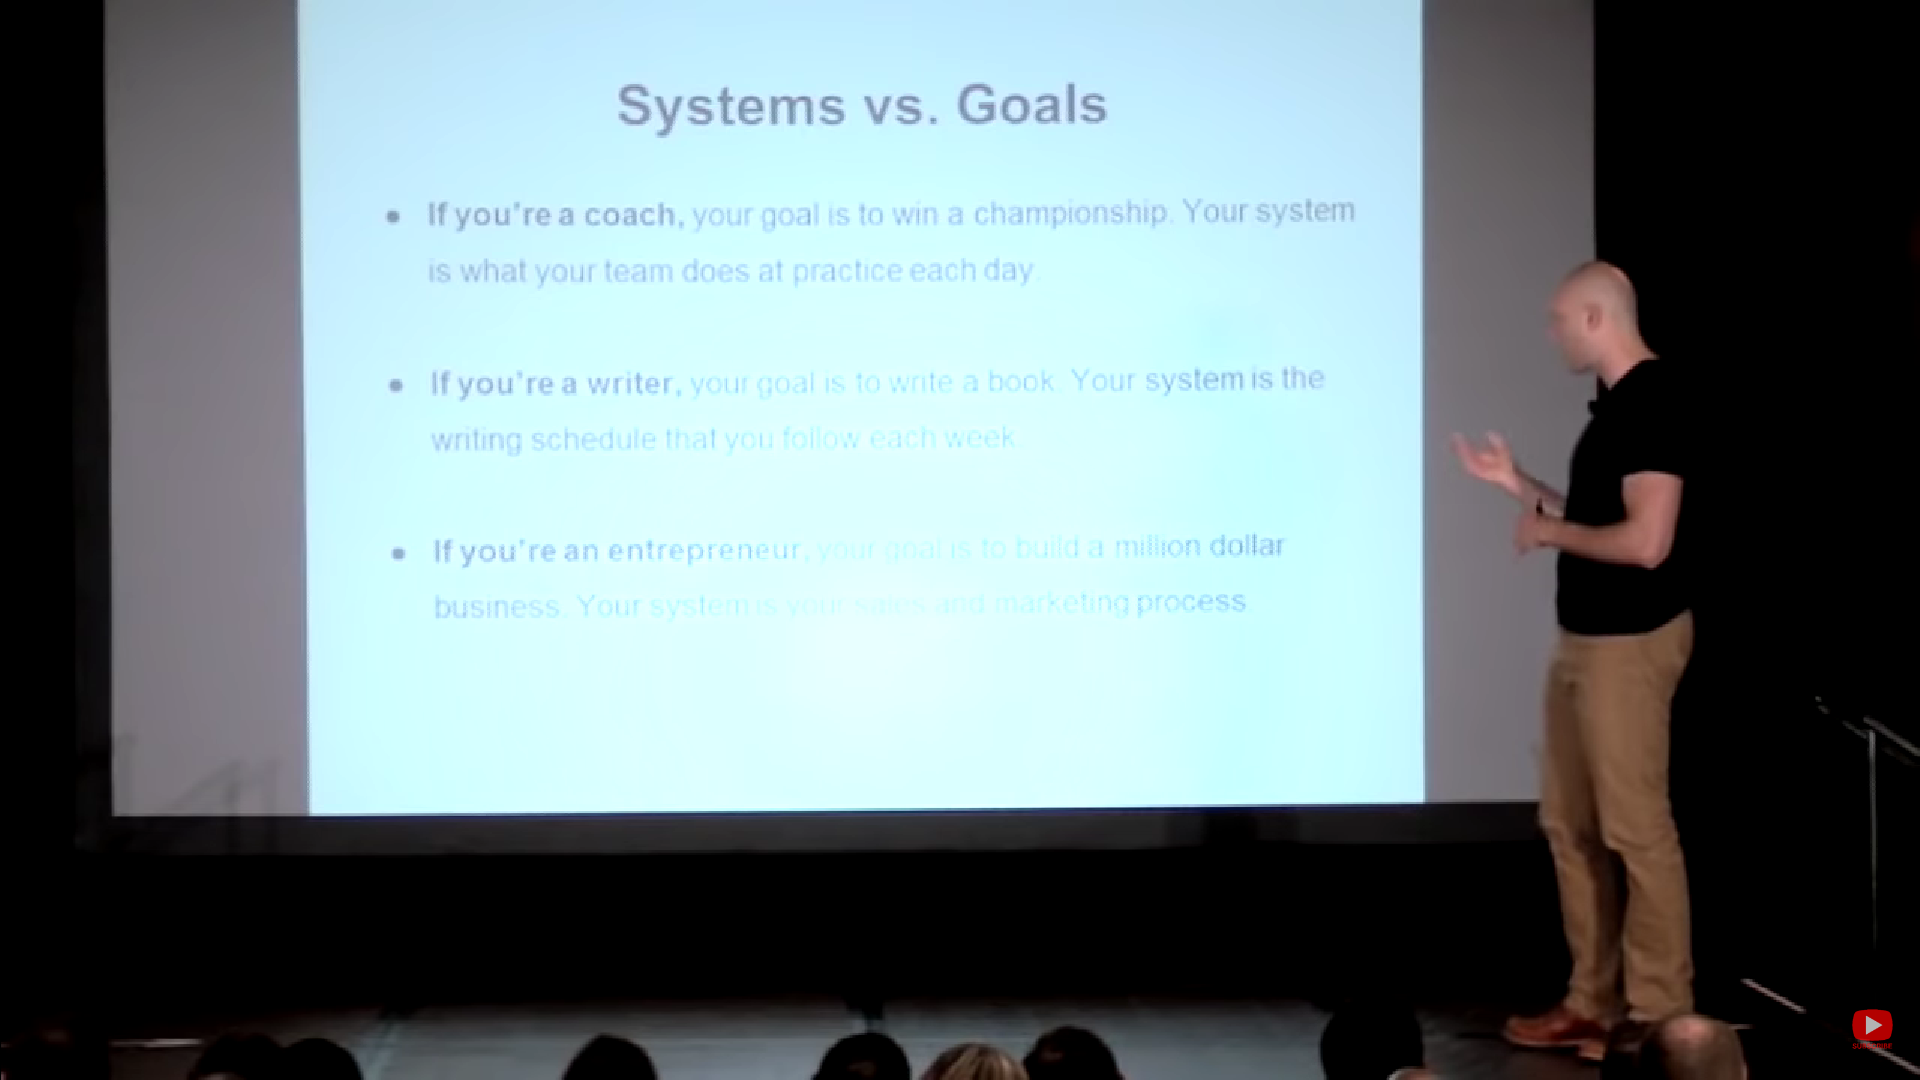 Systems vs. Goals
• If you're a coach, your goal is to win a championship. Your system
is what your team does at practice each day.
• If you're a writer, your goal is to write a book. Your system is the
writing schedule that you follow each week.
• If you're an entrepreneur, your goal is to build a million dollar
business. Your system is your sales and marketing process.
SUBSCRIBE